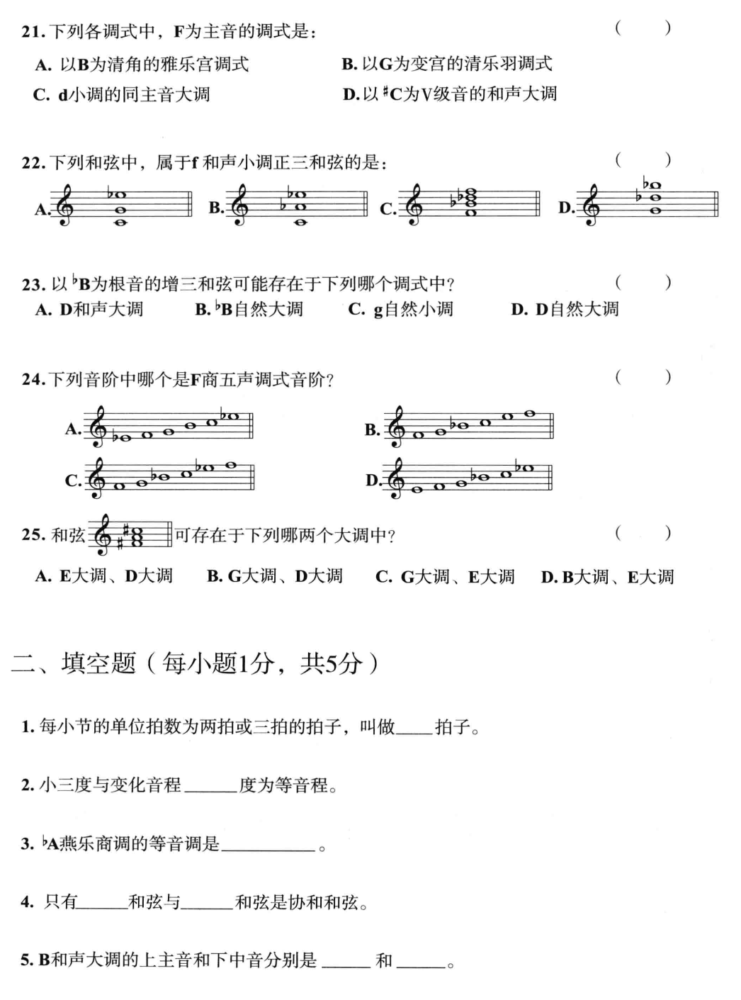 21.下列各调式中，F为主音的调式是：（　　）
A. 以B为清角的雅乐宫调式　B. 以G为变宫的清乐羽调式
C. d小调的同主音大调　D.以♯C为V级音的和声大调
22.下列和弦中，属于f 和声小调正三和弦的是：（　　）
A.　B.　C.　D.
23. 以♭B为根音的增三和弦可能存在于下列哪个调式中？（　　）
A. D和声大调　B.♭B自然大调　C. g自然小调　D. D自然大调
24.下列音阶中哪个是F商五声调式音阶？（　　）
A.　B.
C.　D.
25. 和弦 可存在于下列哪两个大调中？（　　）
A. E大调、D大调　B. G大调、D大调　C. G大调、E大调　D. B大调、E大调
二、填空题（每小题1分，共5分）
1. 每小节的单位拍数为两拍或三拍的拍子，叫做____拍子。
2. 小三度与变化音程______度为等音程。
3. ♭A燕乐商调的等音调是__________。
4. 只有______和弦与______和弦是协和和弦。
5. B和声大调的上主音和下中音分别是______和______。